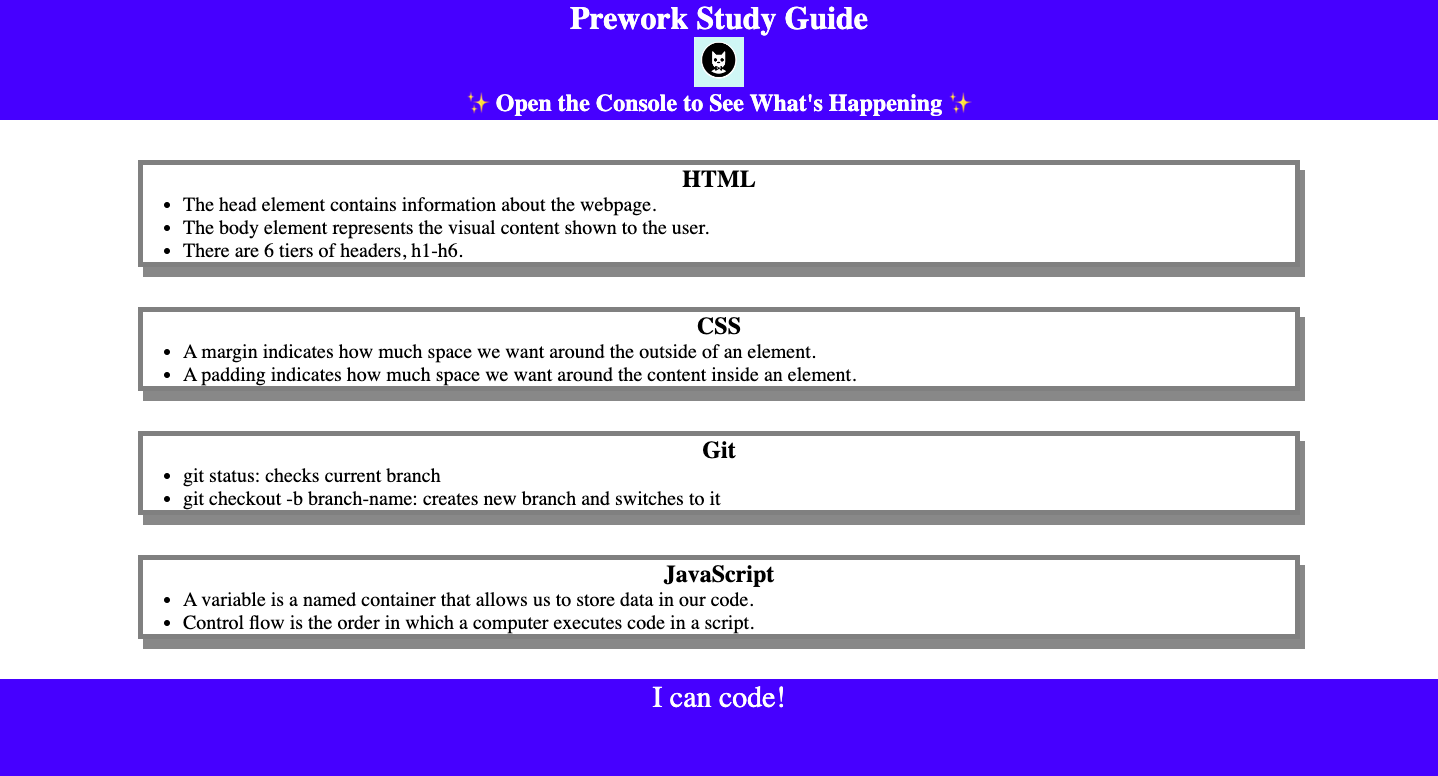 Prework Study Guide
✨ Open the Console to See What's Happening ✨
HTML
• The head element contains information about the webpage.
• The body element represents the visual content shown to the user.
• There are 6 tiers of headers, h1-h6.
CSS
• A margin indicates how much space we want around the outside of an element.
• A padding indicates how much space we want around the content inside an element.
Git
• git status: checks current branch
• git checkout -b branch-name: creates new branch and switches to it
JavaScript
• A variable is a named container that allows us to store data in our code.
• Control flow is the order in which a computer executes code in a script.
I can code!